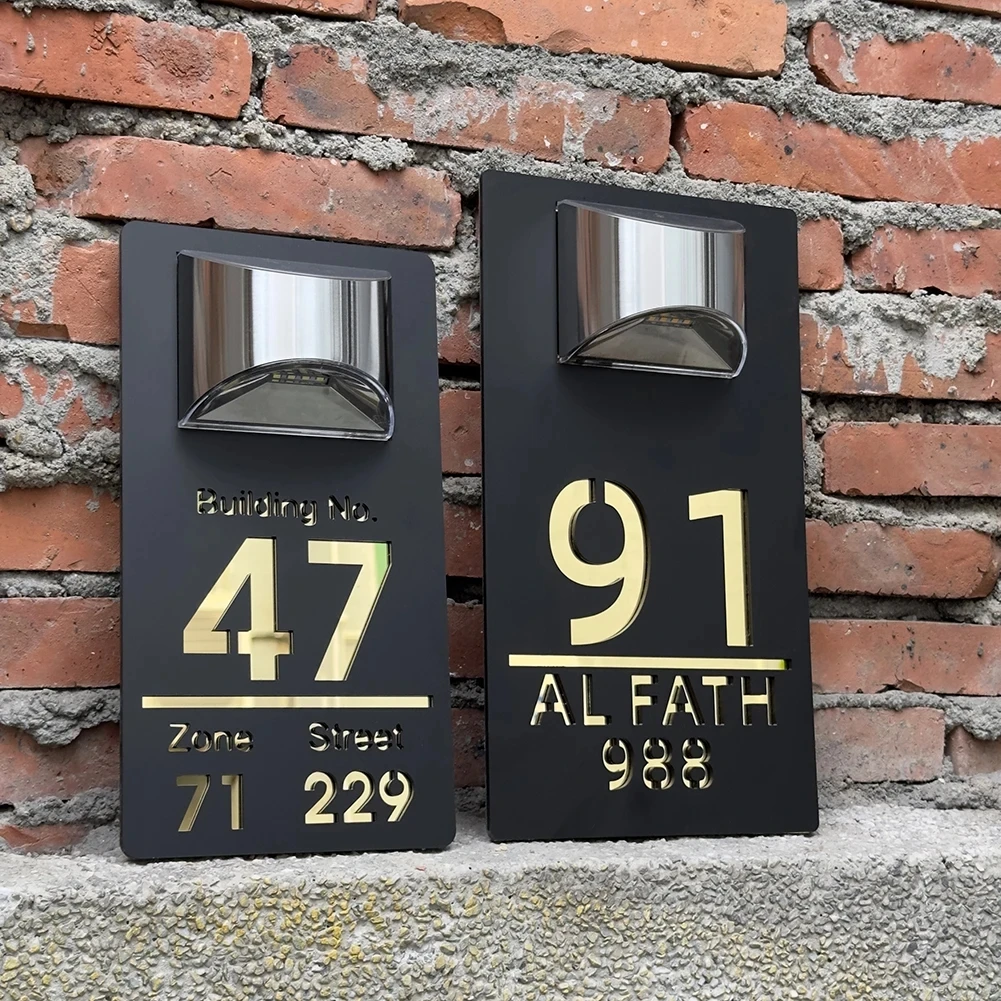 Building No.
47
Zone Street
71 229
91
AL FATH
988